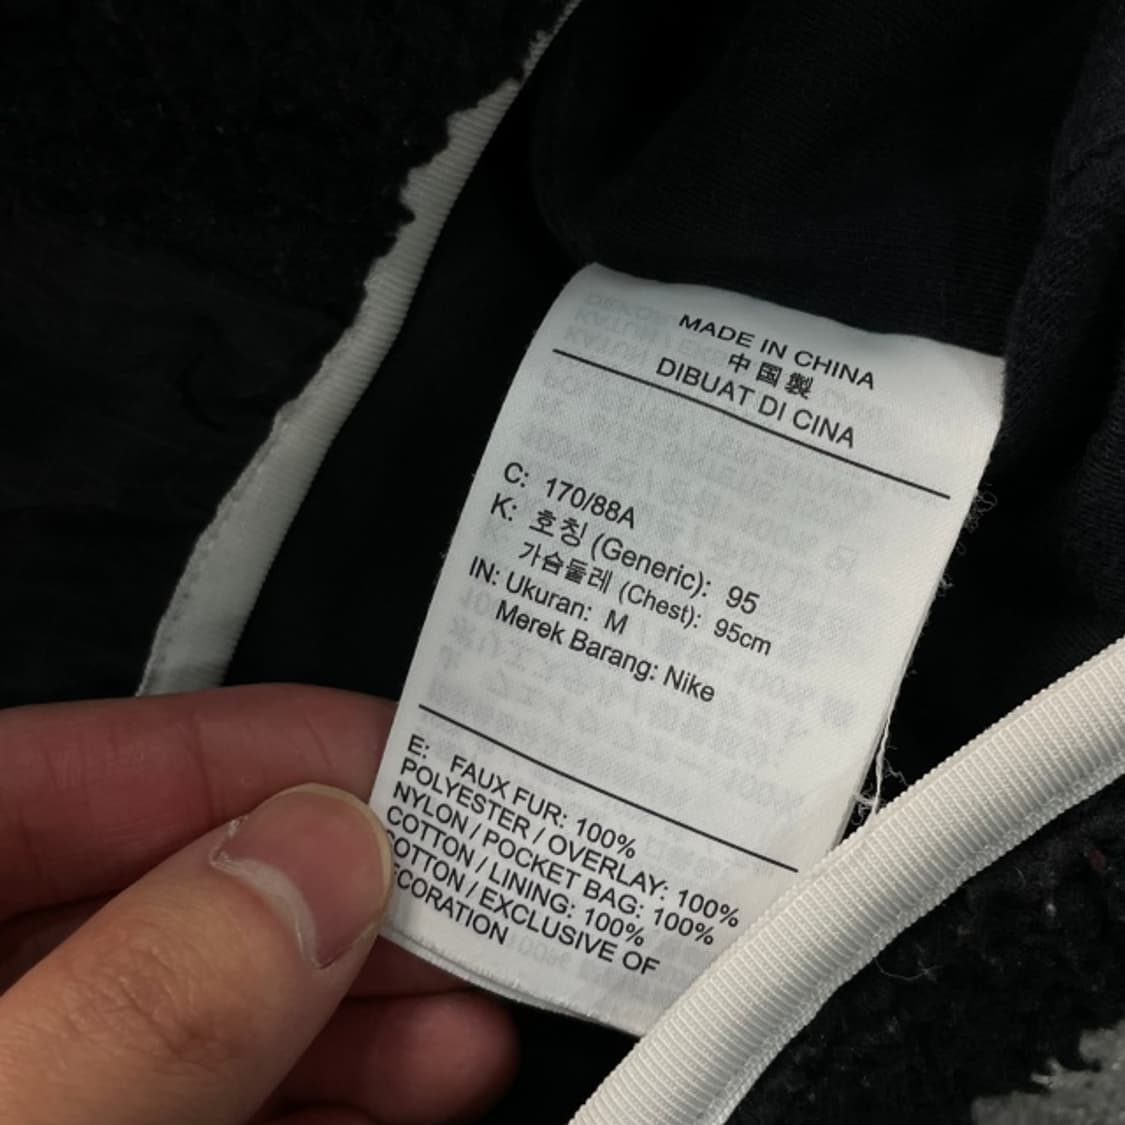 MADE IN CHINA
中国製
DIBUAT DI CINA
C: 170/88A
K: 호칭 (Generic): 95
가슴둘레 (Chest): 95cm
IN: Ukuran: M
Merek Barang: Nike
E: FAUX FUR: 100%
POLYESTER / OVERLAY: 100%
NYLON / POCKET BAG: 100%
COTTON / LINING: 100%
COTTON / EXCLUSIVE OF
ECORATION